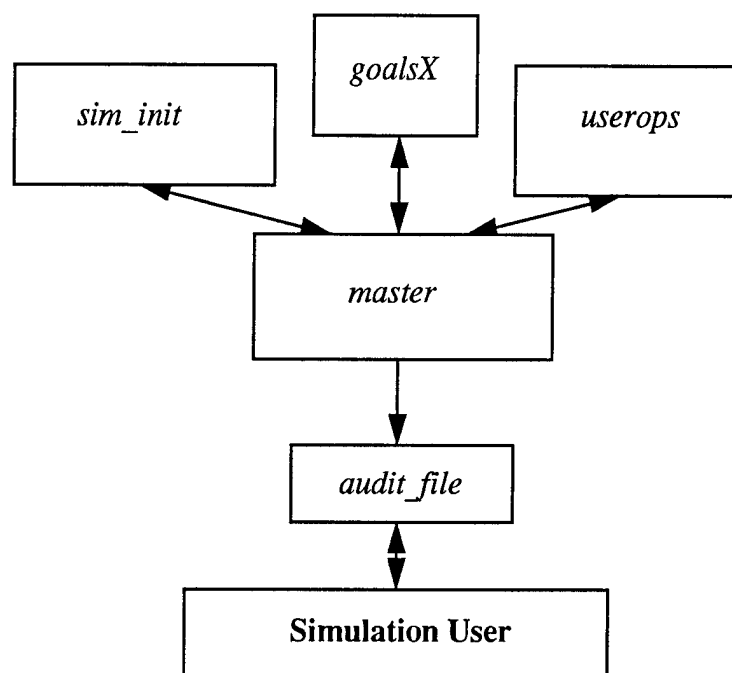 goalsX
sim_init
userops
master
audit_file
Simulation User